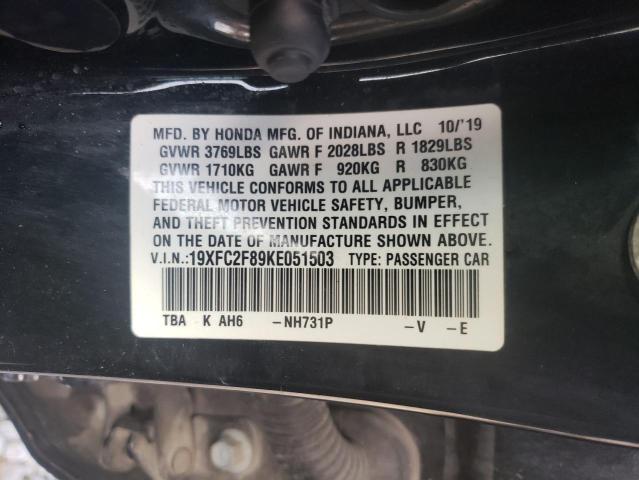 MFD. BY HONDA MFG. OF INDIANA, LLC 10/'19
GVWR 3769LBS GAWR F 2028LBS R 1829LBS
GVWR 1710KG GAWR F 920KG R 830KG
THIS VEHICLE CONFORMS TO ALL APPLICABLE
FEDERAL MOTOR VEHICLE SAFETY, BUMPER,
AND THEFT PREVENTION STANDARDS IN EFFECT
ON THE DATE OF MANUFACTURE SHOWN ABOVE.
V.I.N.:19XFC2F89KE051503 TYPE: PASSENGER CAR
TBA K AH6 -NH731P -V -E